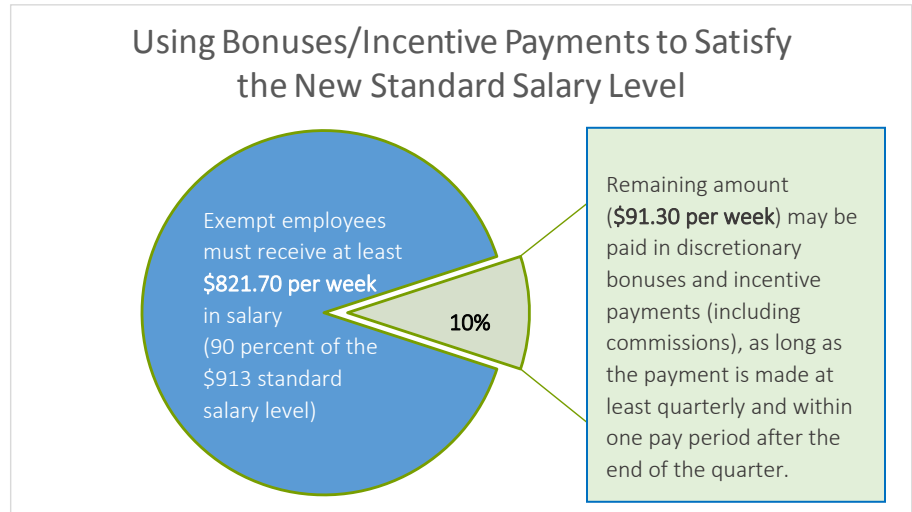 Using Bonuses/Incentive Payments to Satisfy
the New Standard Salary Level
Exempt employees
must receive at least
$821.70 per week
in salary
(90 percent of the
$913 standard
salary level)
10%
Remaining amount
($91.30 per week) may be
paid in discretionary
bonuses and incentive
payments (including
commissions), as long as
the payment is made at
least quarterly and within
one pay period after the
end of the quarter.